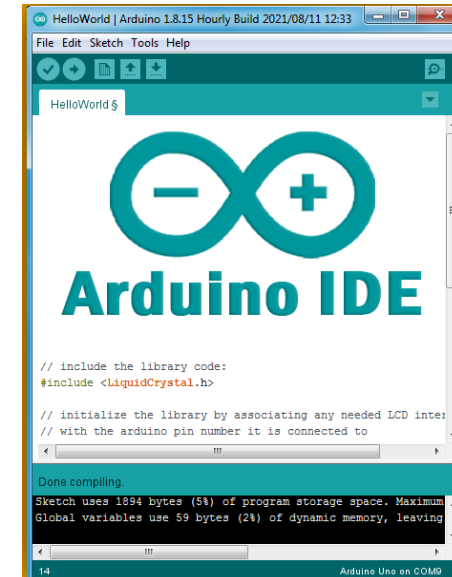 HelloWorld | Arduino 1.8.15 Hourly Build 2021/08/11 12:33
File Edit Sketch Tools Help
HelloWorld §
Arduino IDE
// include the library code:
#include <LiquidCrystal.h>
// initialize the library by associating any needed LCD inter
// with the arduino pin number it is connected to
Done compiling.
Sketch uses 1894 bytes (5%) of program storage space. Maximum
Global variables use 59 bytes (2%) of dynamic memory, leaving
14 Arduino Uno on COM9